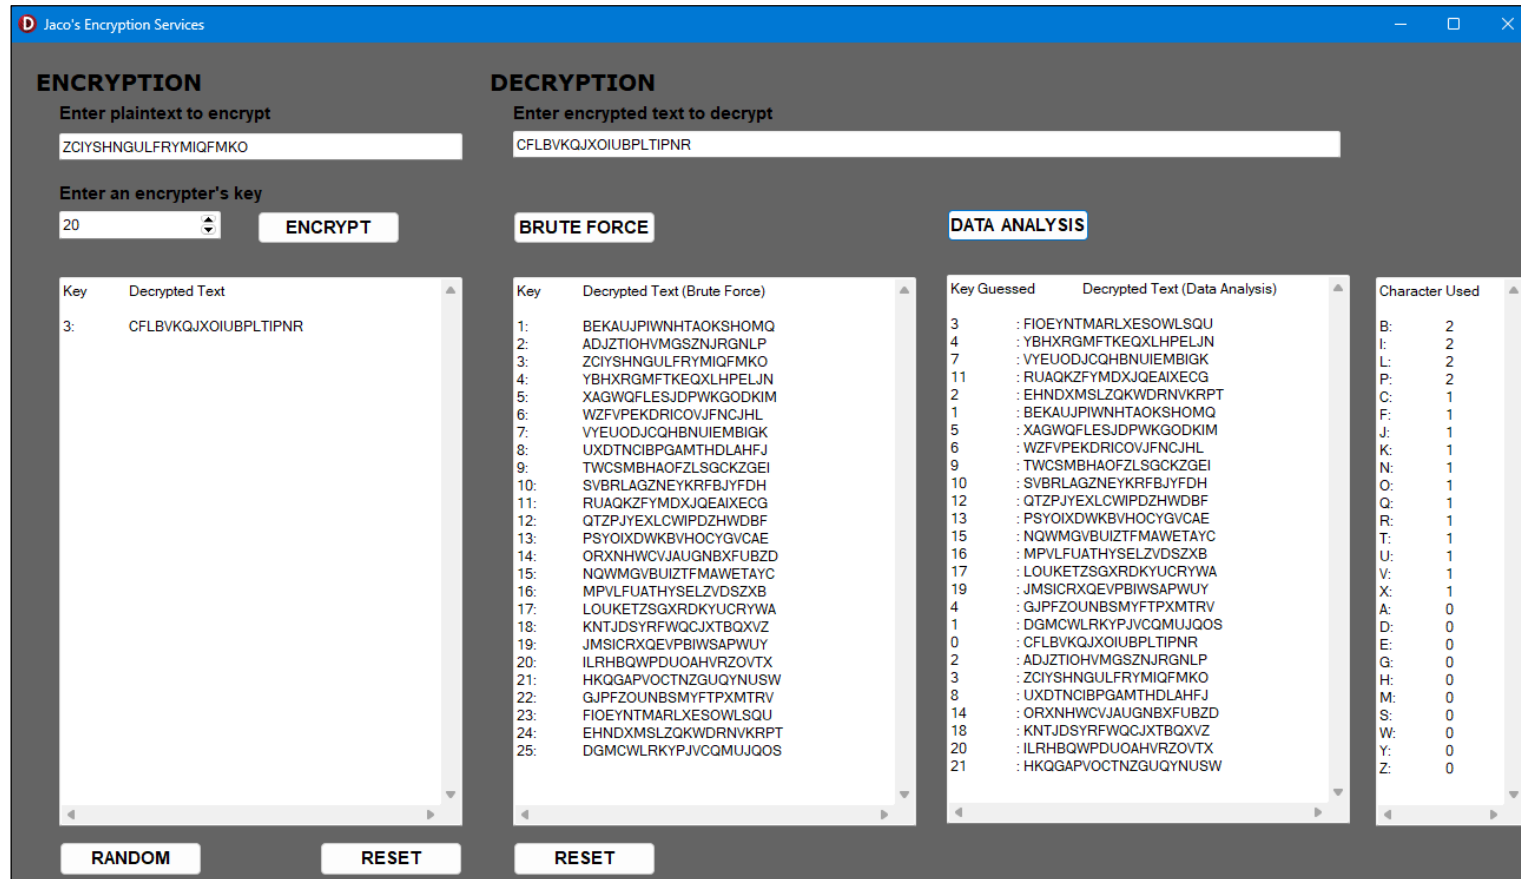 D Jaco's Encryption Services
ENCRYPTION
Enter plaintext to encrypt
ZCIYSHNGULFRYMIQFMKO
Enter an encrypter's key
20
ENCRYPT
Key Decrypted Text
3: CFLBVKQJXOIUBPLTIPNR
RANDOM
RESET
DECRYPTION
Enter encrypted text to decrypt
CFLBVKQJXOIUBPLTIPNR
BRUTE FORCE
Key Decrypted Text (Brute Force)
1: BEKAUJPIWNHTAOKSHOMQ
2: ADJZTIOHVMGSZNJRGNLP
3: ZCIYSHNGULFRYMIQFMKO
4: YBHXRGMFTKEQXLHPELJN
5: XAGWQFLESJDPWKGODKIM
6: WZFVPEKDRICOVJFNCJHL
7: VYEUODJCQHBNUIEMBIGK
8: UXDTNCIBPGAMTHDLAHFJ
9: TWCSMBHAOFZLSGCKZGEI
10: SVBRLAGZNEYKRFBJYFDH
11: RUAQKZFYMDXJQEAIXECG
12: QTZPJYEXLCWIPDZHWDBF
13: PSYOIXDWKBVHOCYGVCAE
14: ORXNHWCVJAUGNBXFUBZD
15: NQWMGVBUIZTFMAWETAYC
16: MPVLFUATHYSELZVDSZXB
17: LOUKETZSGXRDKYUCRYWA
18: KNTJDSYRFWQCJXTBQXVZ
19: JMSICRXQEVPBIWSAPWUY
20: ILRHBQWPDUOAHVRZOVTX
21: HKQGAPVOCTNZGUQYNUSW
22: GJPFZOUNBSMYFTPXMTRV
23: FIOEYNTMARLXESOWLSQU
24: EHNDXMSLZQKWDRNVKRPT
25: DGMCWLRKYPJVCQMUJQOS
RESET
DATA ANALYSIS
Key Guessed Decrypted Text (Data Analysis)
3 : FIOEYNTMARLXESOWLSQU
4 : YBHXRGMFTKEQXLHPELJN
7 : VYEUODJCQHBNUIEMBIGK
11 : RUAQKZFYMDXJQEAIXECG
2 : EHNDXMSLZQKWDRNVKRPT
1 : BEKAUJPIWNHTAOKSHOMQ
5 : XAGWQFLESJDPWKGODKIM
6 : WZFVPEKDRICOVJFNCJHL
9 : TWCSMBHAOFZLSGCKZGEI
10 : SVBRLAGZNEYKRFBJYFDH
12 : QTZPJYEXLCWIPDZHWDBF
13 : PSYOIXDWKBVHOCYGVCAE
15 : NQWMGVBUIZTFMAWETAYC
16 : MPVLFUATHYSELZVDSZXB
17 : LOUKETZSGXRDKYUCRYWA
19 : JMSICRXQEVPBIWSAPWUY
4 : GJPFZOUNBSMYFTPXMTRV
1 : DGMCWLRKYPJVCQMUJQOS
0 : CFLBVKQJXOIUBPLTIPNR
2 : ADJZTIOHVMGSZNJRGNLP
3 : ZCIYSHNGULFRYMIQFMKO
8 : UXDTNCIBPGAMTHDLAHFJ
14 : ORXNHWCVJAUGNBXFUBZD
18 : KNTJDSYRFWQCJXTBQXVZ
20 : ILRHBQWPDUOAHVRZOVTX
21 : HKQGAPVOCTNZGUQYNUSW
Character Used
B: 2
I: 2
L: 2
P: 2
C: 1
F: 1
J: 1
K: 1
N: 1
O: 1
Q: 1
R: 1
T: 1
U: 1
V: 1
X: 1
A: 0
D: 0
E: 0
G: 0
H: 0
M: 0
S: 0
W: 0
Y: 0
Z: 0